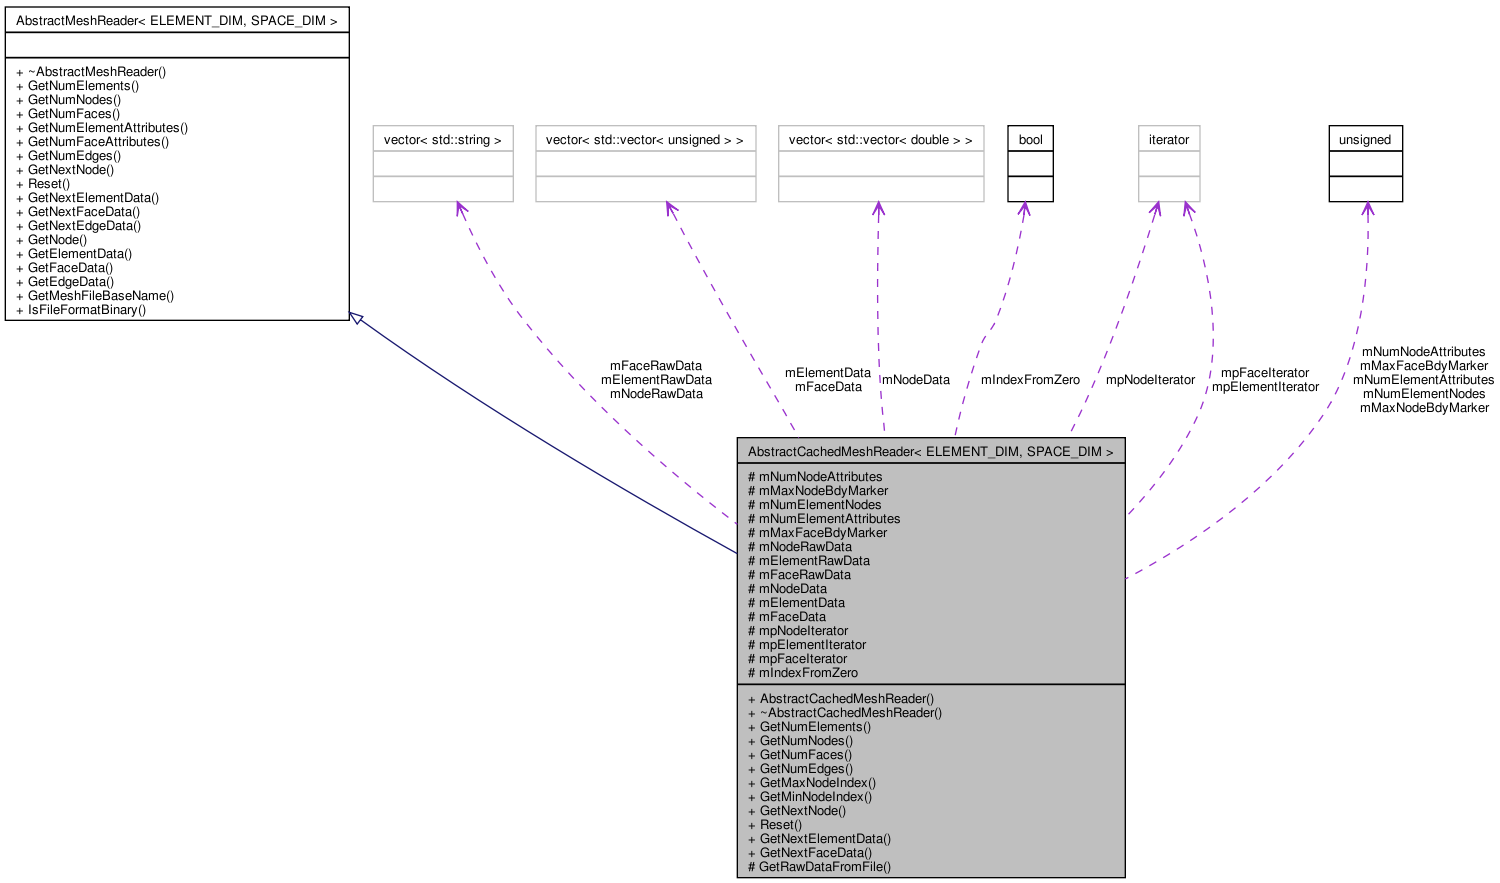 AbstractMeshReader< ELEMENT_DIM, SPACE_DIM >
+ ~AbstractMeshReader()
+ GetNumElements()
+ GetNumNodes()
+ GetNumFaces()
+ GetNumElementAttributes()
+ GetNumFaceAttributes()
+ GetNumEdges()
+ GetNextNode()
+ Reset()
+ GetNextElementData()
+ GetNextFaceData()
+ GetNextEdgeData()
+ GetNode()
+ GetElementData()
+ GetFaceData()
+ GetEdgeData()
+ GetMeshFileBaseName()
+ IsFileFormatBinary()
vector< std::string >
vector< std::vector< unsigned > >
vector< std::vector< double > >
bool
iterator
unsigned
mFaceRawData
mElementRawData
mNodeRawData
mElementData
mFaceData
mNodeData
mIndexFromZero
mpNodeIterator
mpFaceIterator
mpElementIterator
mNumNodeAttributes
mMaxFaceBdyMarker
mNumElementAttributes
mNumElementNodes
mMaxNodeBdyMarker
AbstractCachedMeshReader< ELEMENT_DIM, SPACE_DIM >
# mNumNodeAttributes
# mMaxNodeBdyMarker
# mNumElementNodes
# mNumElementAttributes
# mMaxFaceBdyMarker
# mNodeRawData
# mElementRawData
# mFaceRawData
# mNodeData
# mElementData
# mFaceData
# mpNodeIterator
# mpElementIterator
# mpFaceIterator
# mIndexFromZero
+ AbstractCachedMeshReader()
+ ~AbstractCachedMeshReader()
+ GetNumElements()
+ GetNumNodes()
+ GetNumFaces()
+ GetNumEdges()
+ GetMaxNodeIndex()
+ GetMinNodeIndex()
+ GetNextNode()
+ Reset()
+ GetNextElementData()
+ GetNextFaceData()
# GetRawDataFromFile()